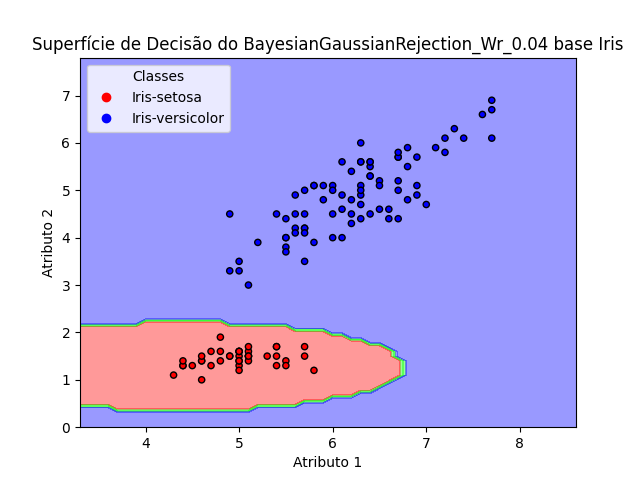 Superfície de Decisão do BayesianGaussianRejection_Wr_0.04 base Iris
Classes
Iris-setosa
Iris-versicolor
7
6
5
4
3
2
1
0
Atributo 2
4 5 6 7 8
Atributo 1